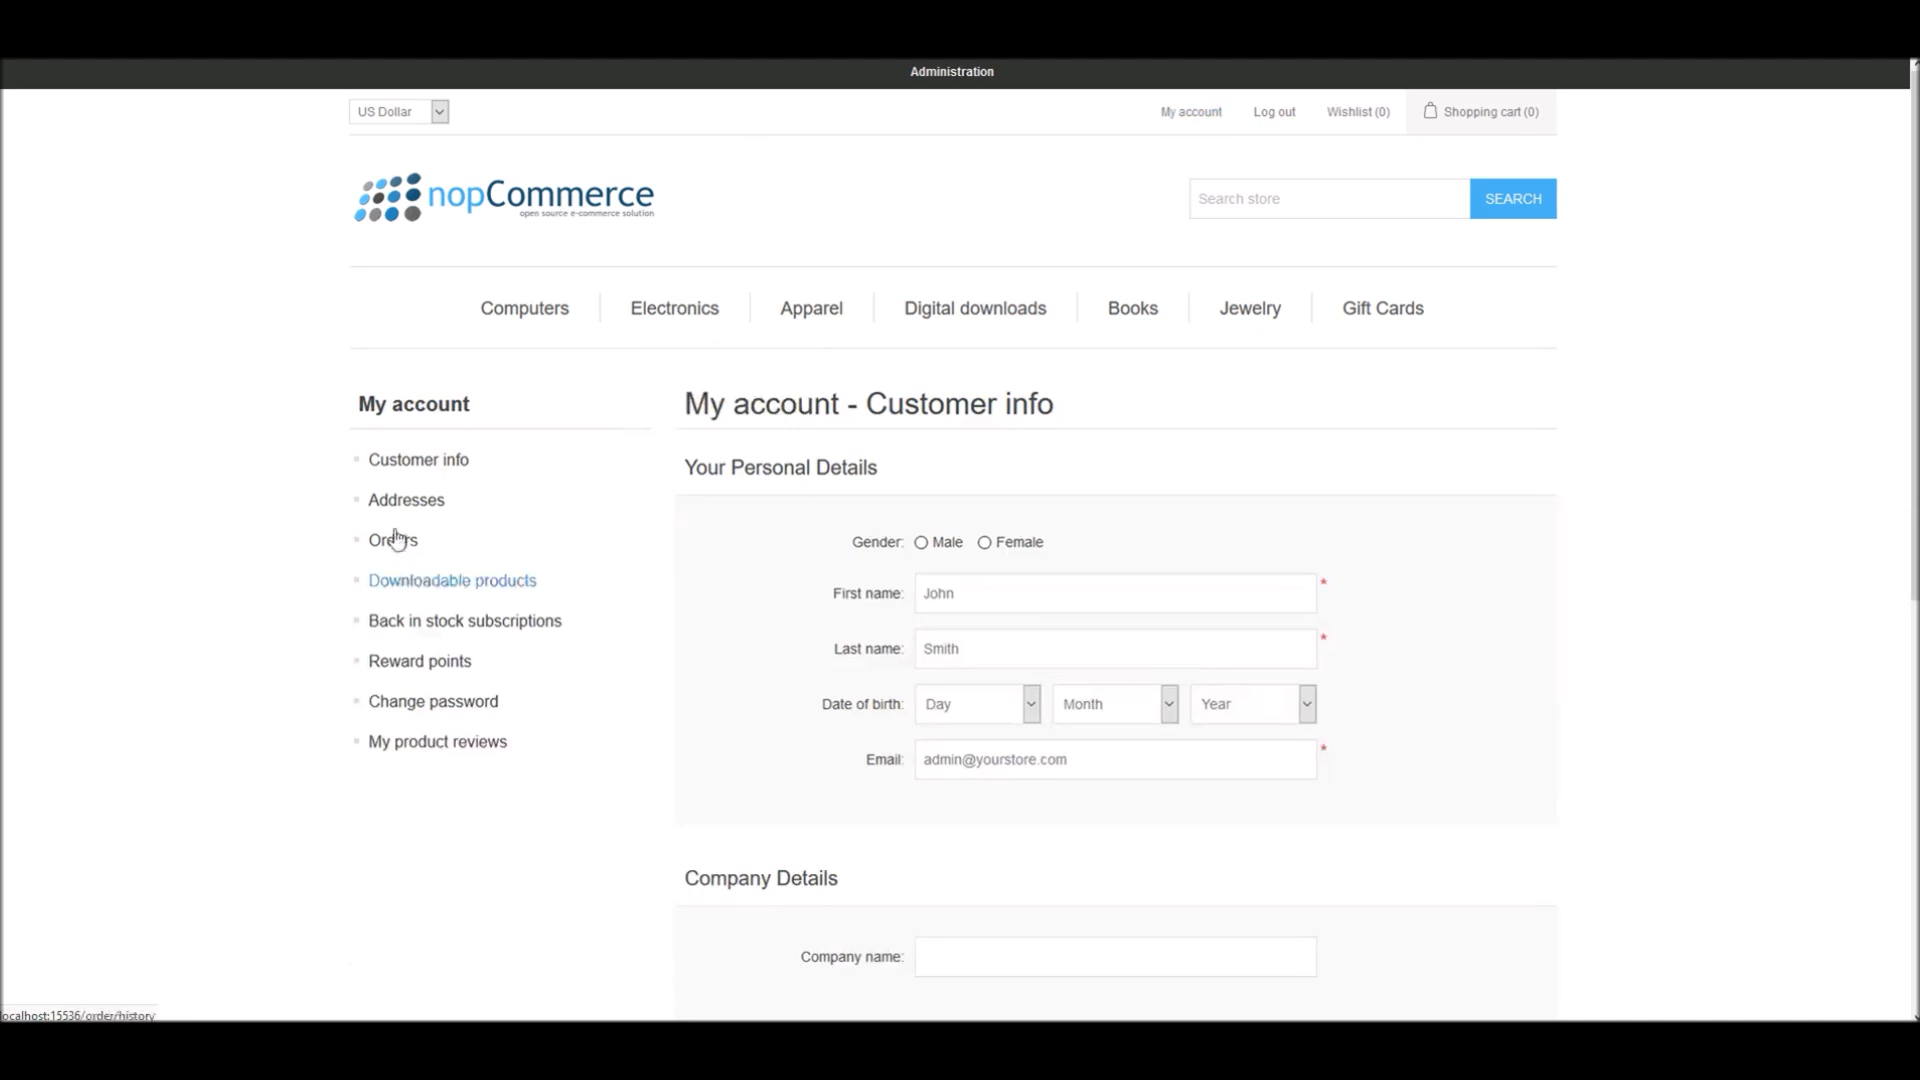 Administration
US Dollar
My account
Log out
Wishlist (0)
Shopping cart (0)
nopCommerce
open source e-commerce solution
Search store
SEARCH
Computers
Electronics
Apparel
Digital downloads
Books
Jewelry
Gift Cards
My account
Customer info
Addresses
Orders
Downloadable products
Back in stock subscriptions
Reward points
Change password
My product reviews
My account - Customer info
Your Personal Details
Gender: Male Female
First name: John *
Last name: Smith *
Date of birth: Day Month Year
Email: admin@yourstore.com *
Company Details
Company name:
localhost:15536/order/history